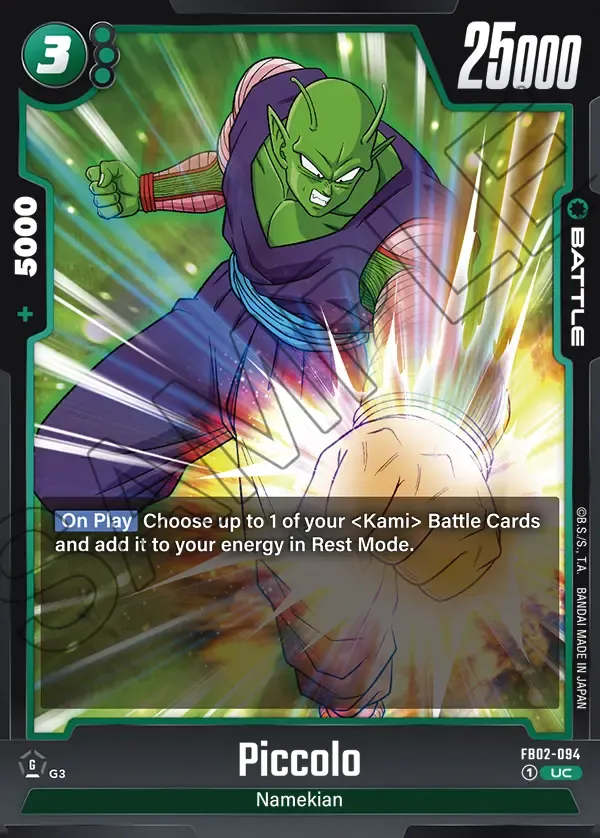 3
25000
+ 5000
BATTLE
SAMPLE
On Play Choose up to 1 of your <Kami> Battle Cards
and add it to your energy in Rest Mode.
©B.S./S., T.A. BANDAI MADE IN JAPAN
Piccolo
FB02-094
G G3
1 UC
Namekian